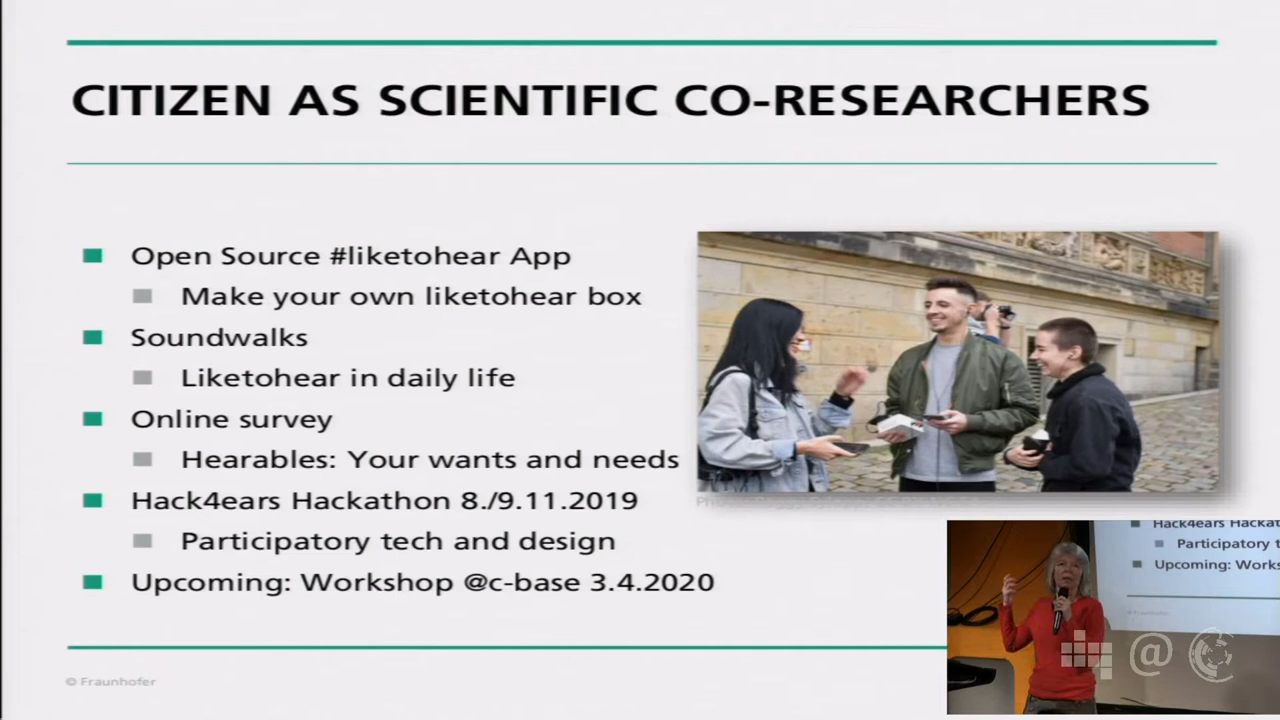 CITIZEN AS SCIENTIFIC CO-RESEARCHERS
Open Source #liketohear App
Make your own liketohear box
Soundwalks
Liketohear in daily life
Online survey
Hearables: Your wants and needs
Hack4ears Hackathon 8./9.11.2019
Participatory tech and design
Upcoming: Workshop @c-base 3.4.2020
© Fraunhofer
Hack4ears Hackat
Participatory t
Upcoming: Works
@